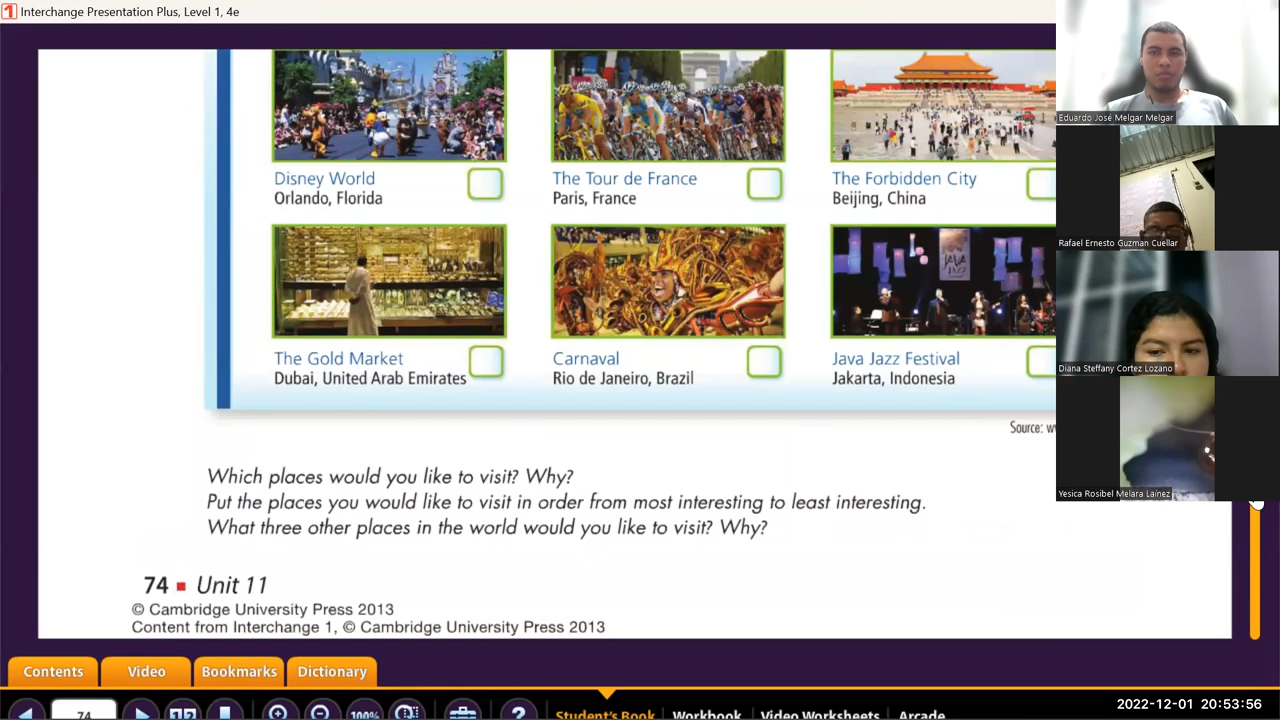 Interchange Presentation Plus, Level 1, 4e
Disney World
Orlando, Florida
The Tour de France
Paris, France
The Forbidden City
Beijing, China
The Gold Market
Dubai, United Arab Emirates
Carnaval
Rio de Janeiro, Brazil
JAVA
JAZZ
Java Jazz Festival
Jakarta, Indonesia
Source: w
Which places would you like to visit? Why?
Put the places you would like to visit in order from most interesting to least interesting.
What three other places in the world would you like to visit? Why?
74 ■ Unit 11
© Cambridge University Press 2013
Content from Interchange 1, © Cambridge University Press 2013
Eduardo José Melgar Melgar
Rafael Ernesto Guzman Cuellar
Diana Steffany Cortez Lozano
Yesica Rosibel Melara Laínez
Contents Video Bookmarks Dictionary
74 100% ? Student's Book Workbook Video Worksheets Arcade
2022-12-01 20:53:56